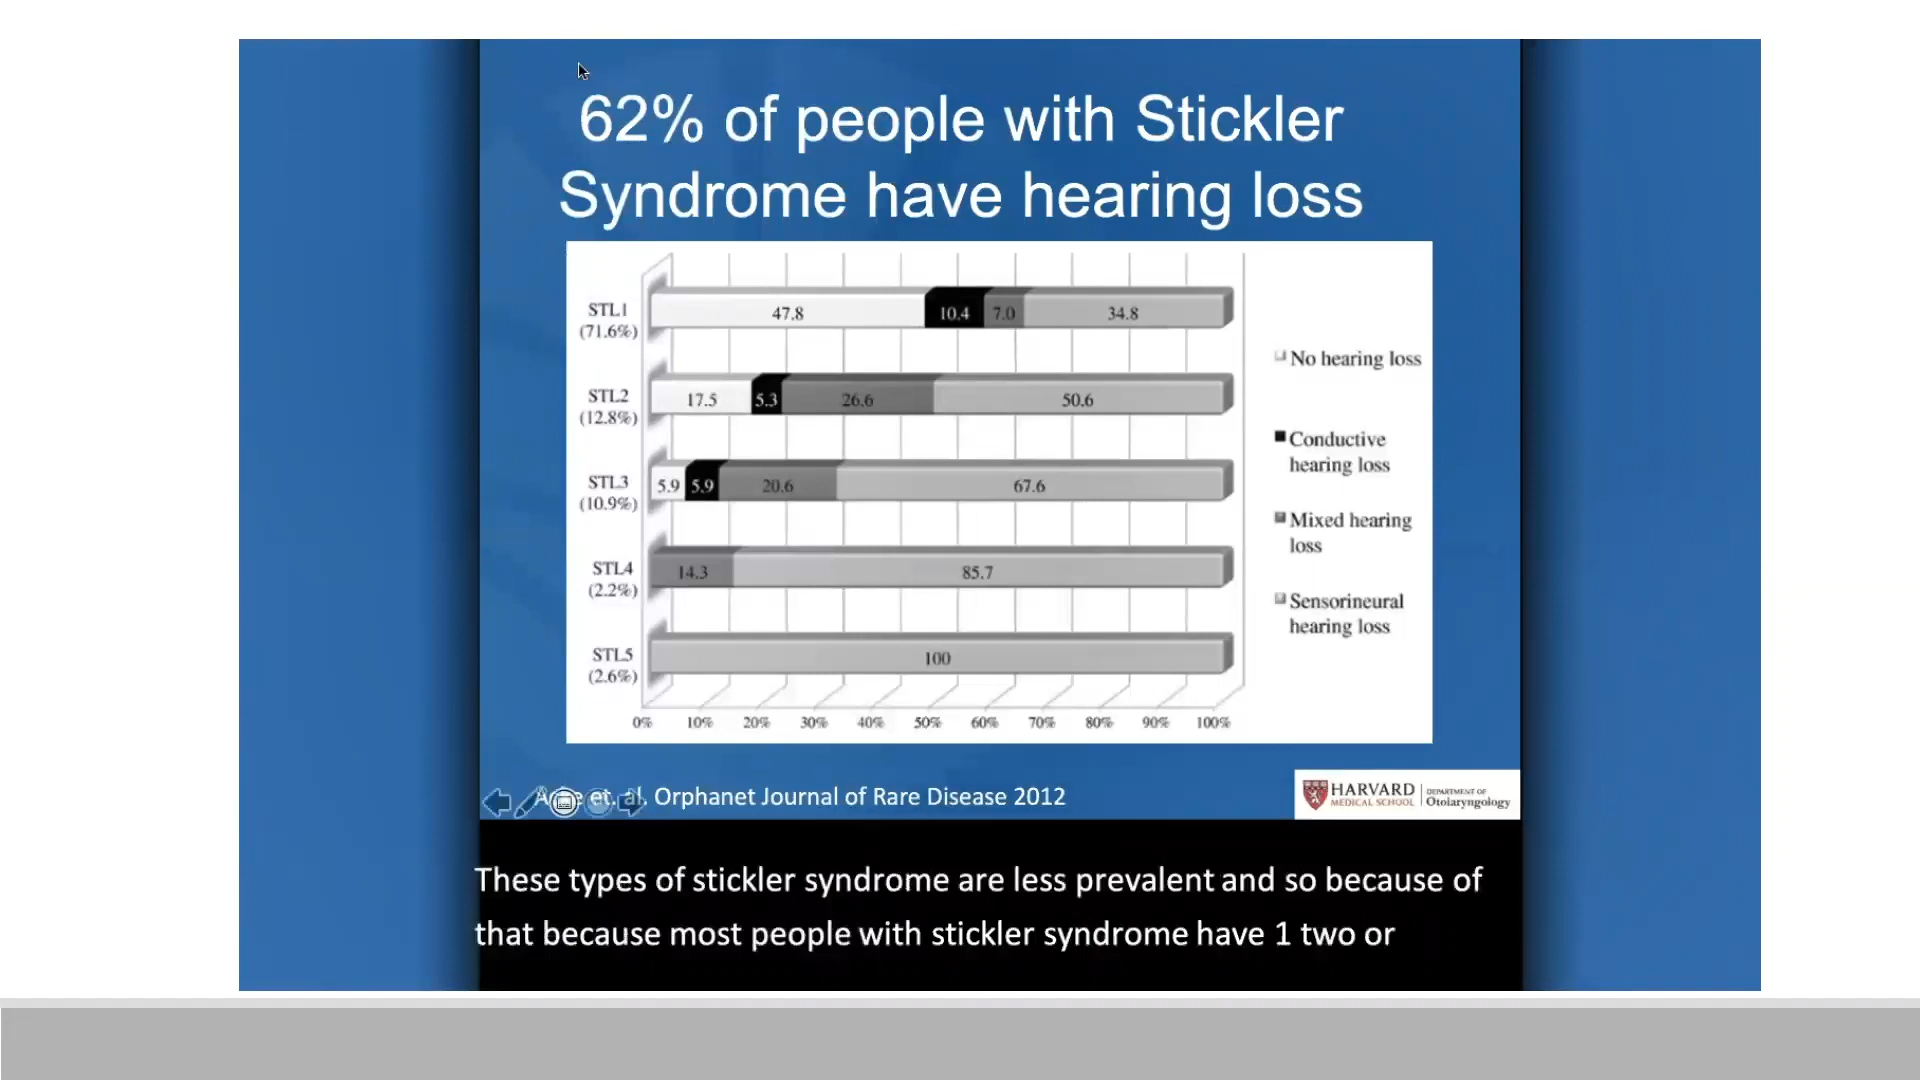 62% of people with Stickler
Syndrome have hearing loss
STL1
(71.6%)
47.8
10.4
7.0
34.8
STL2
(12.8%)
17.5
5.3
26.6
50.6
STL3
(10.9%)
5.9
5.9
20.6
67.6
STL4
(2.2%)
14.3
85.7
STL5
(2.6%)
100
0%
10%
20%
30%
40%
50%
60%
70%
80%
90%
100%
No hearing loss
Conductive
hearing loss
Mixed hearing
loss
Sensorineural
hearing loss
et. al. Orphanet Journal of Rare Disease 2012
HARVARD
MEDICAL SCHOOL
DEPARTMENT OF
Otolaryngology
These types of stickler syndrome are less prevalent and so because of
that because most people with stickler syndrome have 1 two or